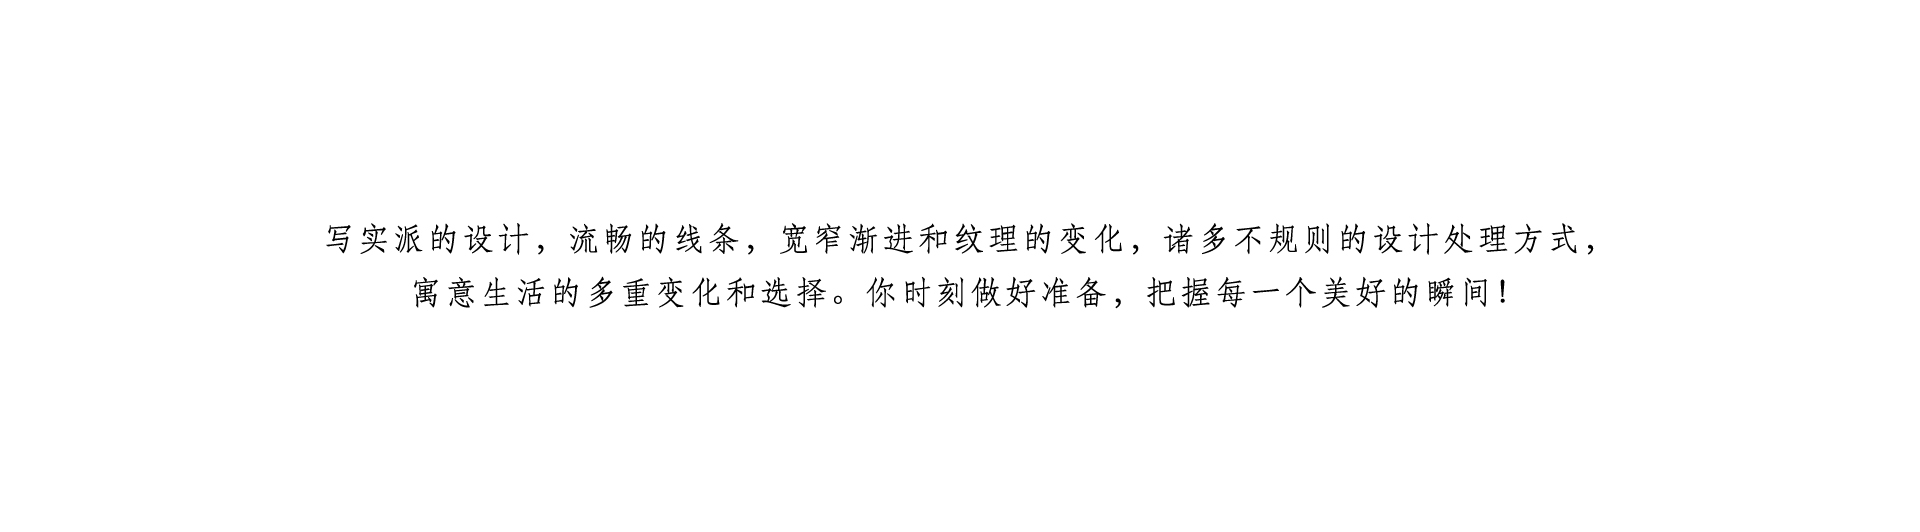 写实派的设计，流畅的线条，宽窄渐进和纹理的变化，诸多不规则的设计处理方式，
寓意生活的多重变化和选择。你时刻做好准备，把握每一个美好的瞬间！